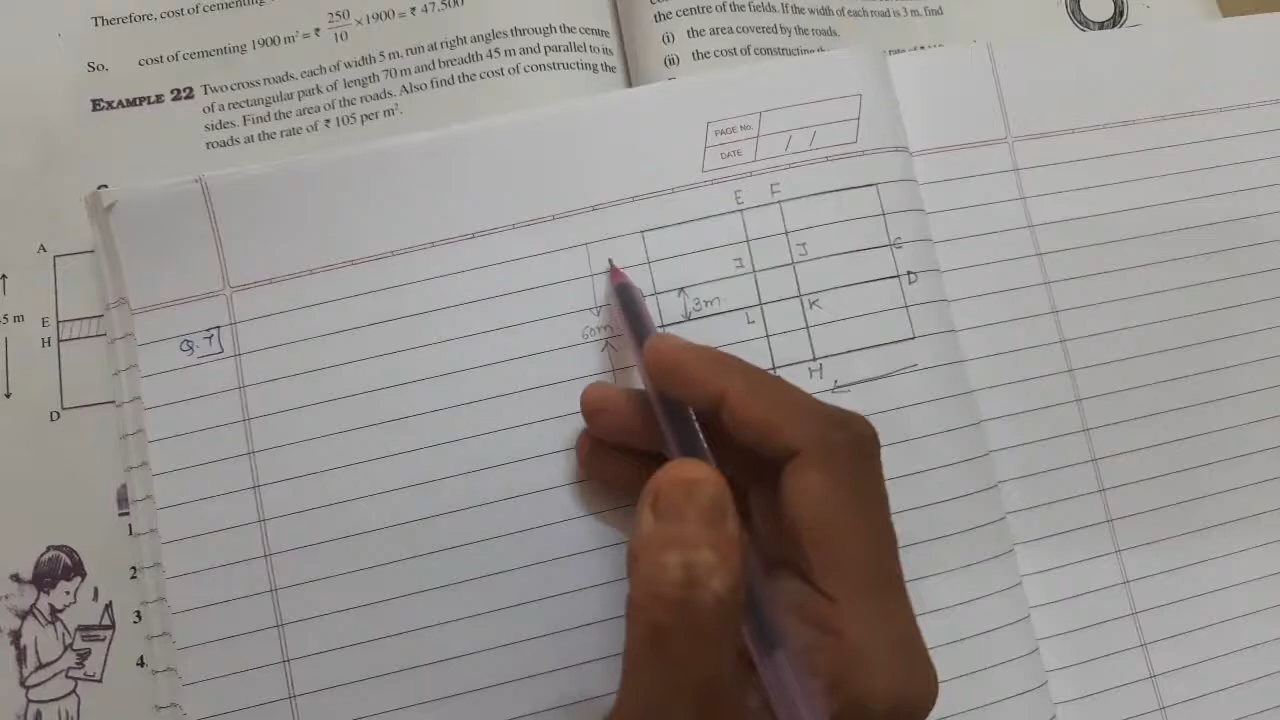 Therefore, cost of cementing
So, cost of cementing 1900 m² = ₹ 250/10 × 1900 = ₹ 47,500
EXAMPLE 22 Two cross roads, each of width 5 m, run at right angles through the centre
of a rectangular park of length 70 m and breadth 45 m and parallel to its
sides. Find the area of the roads. Also find the cost of constructing the
roads at the rate of ₹ 105 per m².
the centre of the fields. If the width of each road is 3 m, find
(i) the area covered by the roads.
(ii) the cost of constructing
PAGE No.
DATE / /
A
5 m
E
H
D
1
2
3
4
Q.7
E F
I J C
3m
D
L K
60m
H